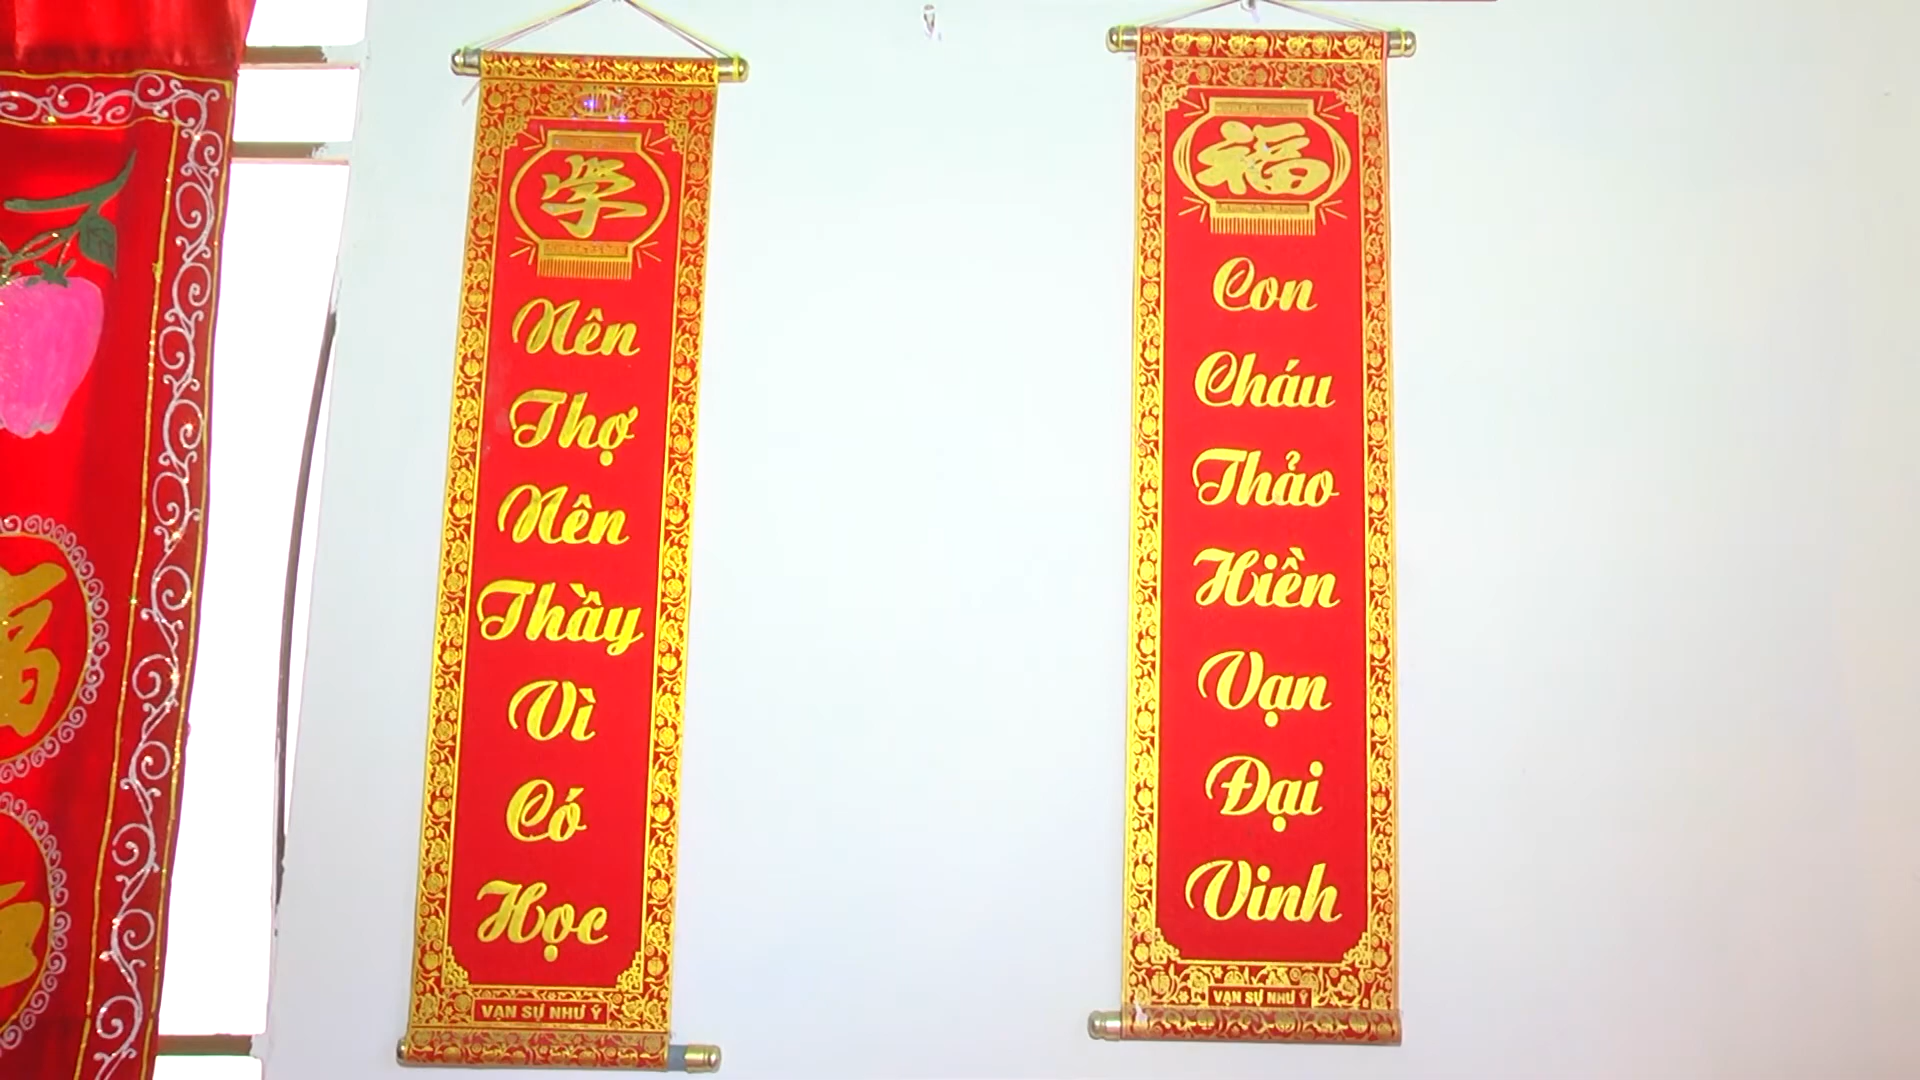 学
Nên
Thợ
Nên
Thầy
Vì
Có
Học
VẠN SỰ NHƯ Ý
福
Con
Cháu
Thảo
Hiền
Vạn
Đại
Vinh
VẠN SỰ NHƯ Ý